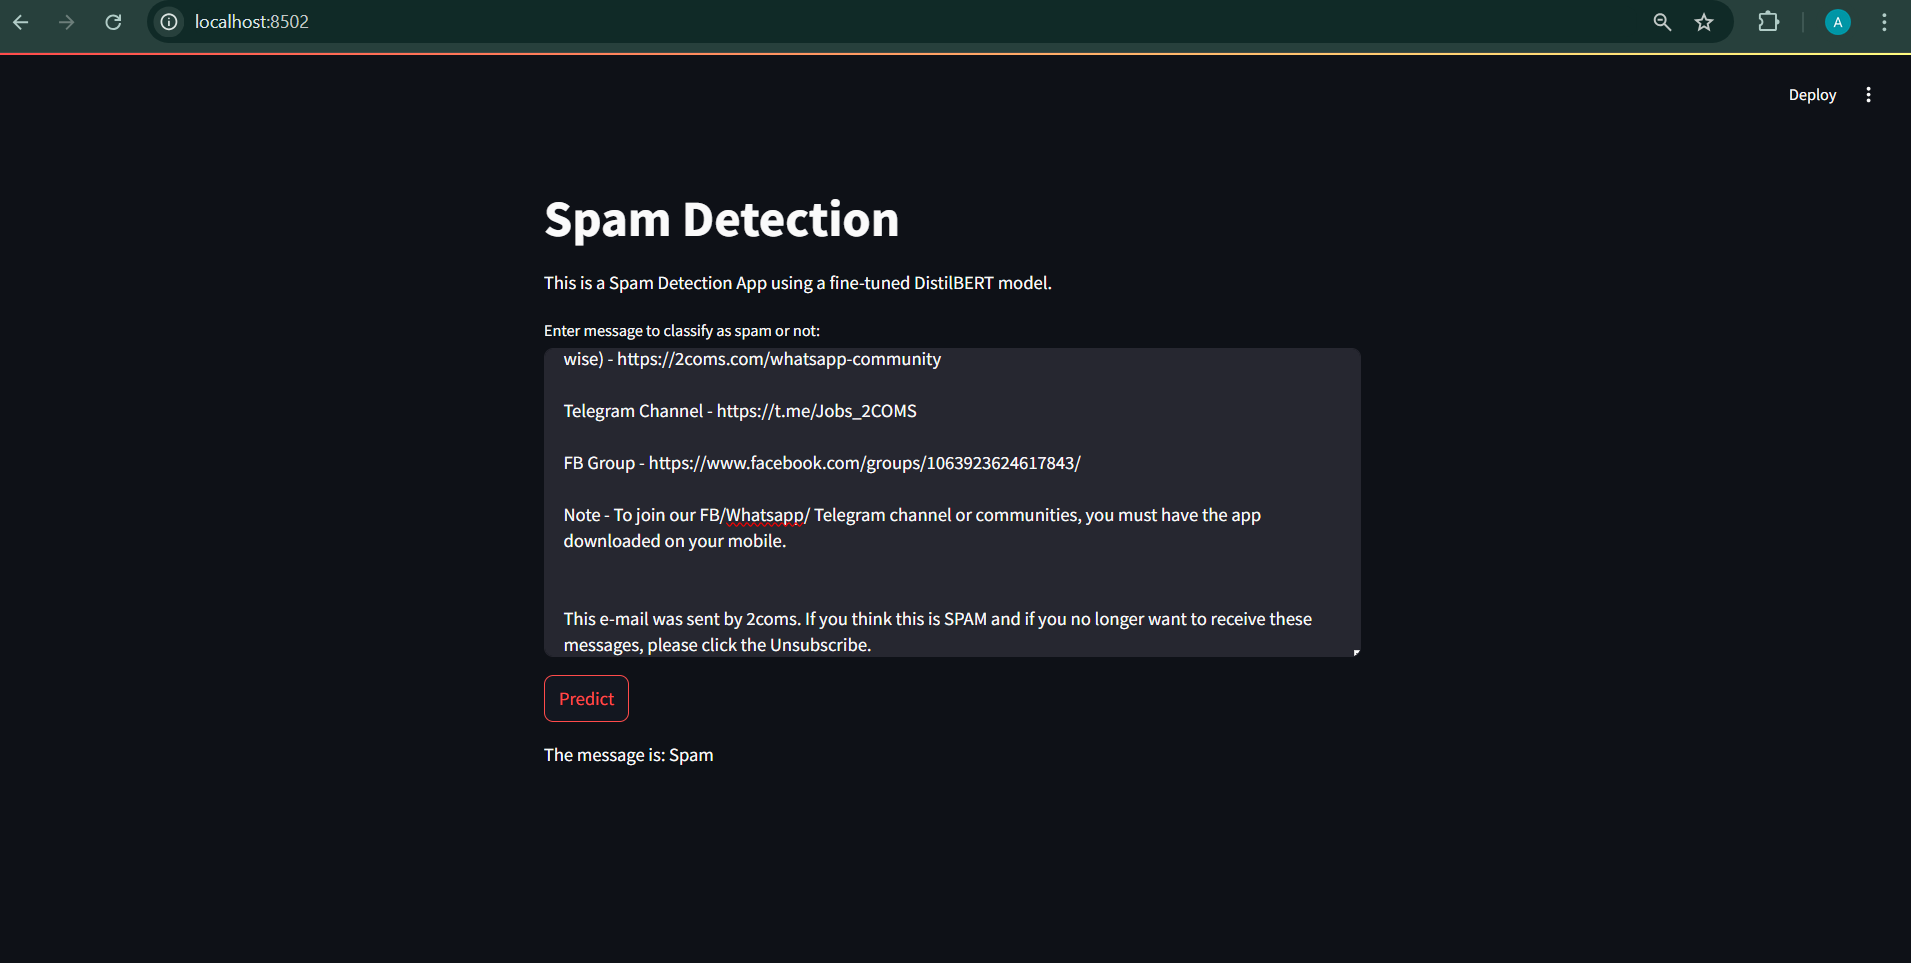 localhost:8502
A
Deploy
Spam Detection
This is a Spam Detection App using a fine-tuned DistilBERT model.
Enter message to classify as spam or not:
wise) - https://2coms.com/whatsapp-community
Telegram Channel - https://t.me/Jobs_2COMS
FB Group - https://www.facebook.com/groups/1063923624617843/
Note - To join our FB/Whatsapp/ Telegram channel or communities, you must have the app
downloaded on your mobile.
This e-mail was sent by 2coms. If you think this is SPAM and if you no longer want to receive these
messages, please click the Unsubscribe.
Predict
The message is: Spam